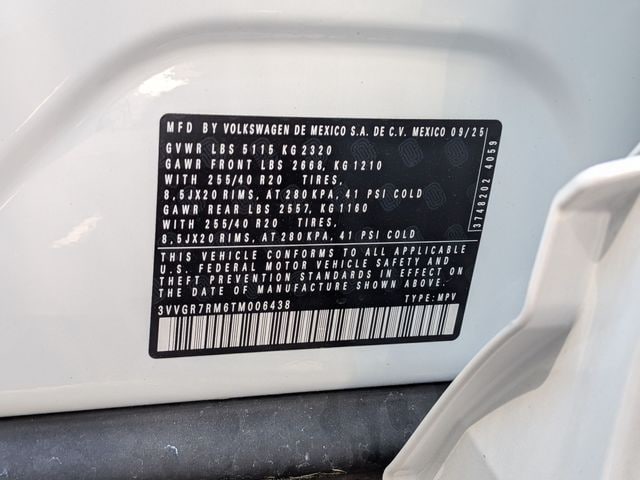 MFD BY VOLKSWAGEN DE MEXICO S.A. DE C.V. MEXICO 09/25
GVWR LBS 5115 KG 2320
GAWR FRONT LBS 2668, KG 1210
WITH 255/40 R20 TIRES,
8,5JX20 RIMS, AT 280 KPA, 41 PSI COLD
GAWR REAR LBS 2557, KG 1160
WITH 255/40 R20 TIRES,
8,5JX20 RIMS, AT 280 KPA, 41 PSI COLD
THIS VEHICLE CONFORMS TO ALL APPLICABLE
U.S. FEDERAL MOTOR VEHICLE SAFETY AND
THEFT PREVENTION STANDARDS IN EFFECT ON
THE DATE OF MANUFACTURE SHOWN ABOVE.
3VVGR7RM6TM006438 TYPE: MPV
3748202 4059